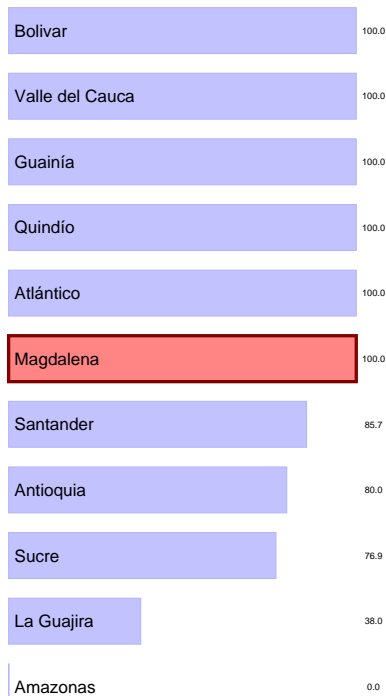 Bolivar 100.0
Valle del Cauca 100.0
Guainía 100.0
Quindío 100.0
Atlántico 100.0
Magdalena 100.0
Santander 85.7
Antioquia 80.0
Sucre 76.9
La Guajira 38.0
Amazonas 0.0